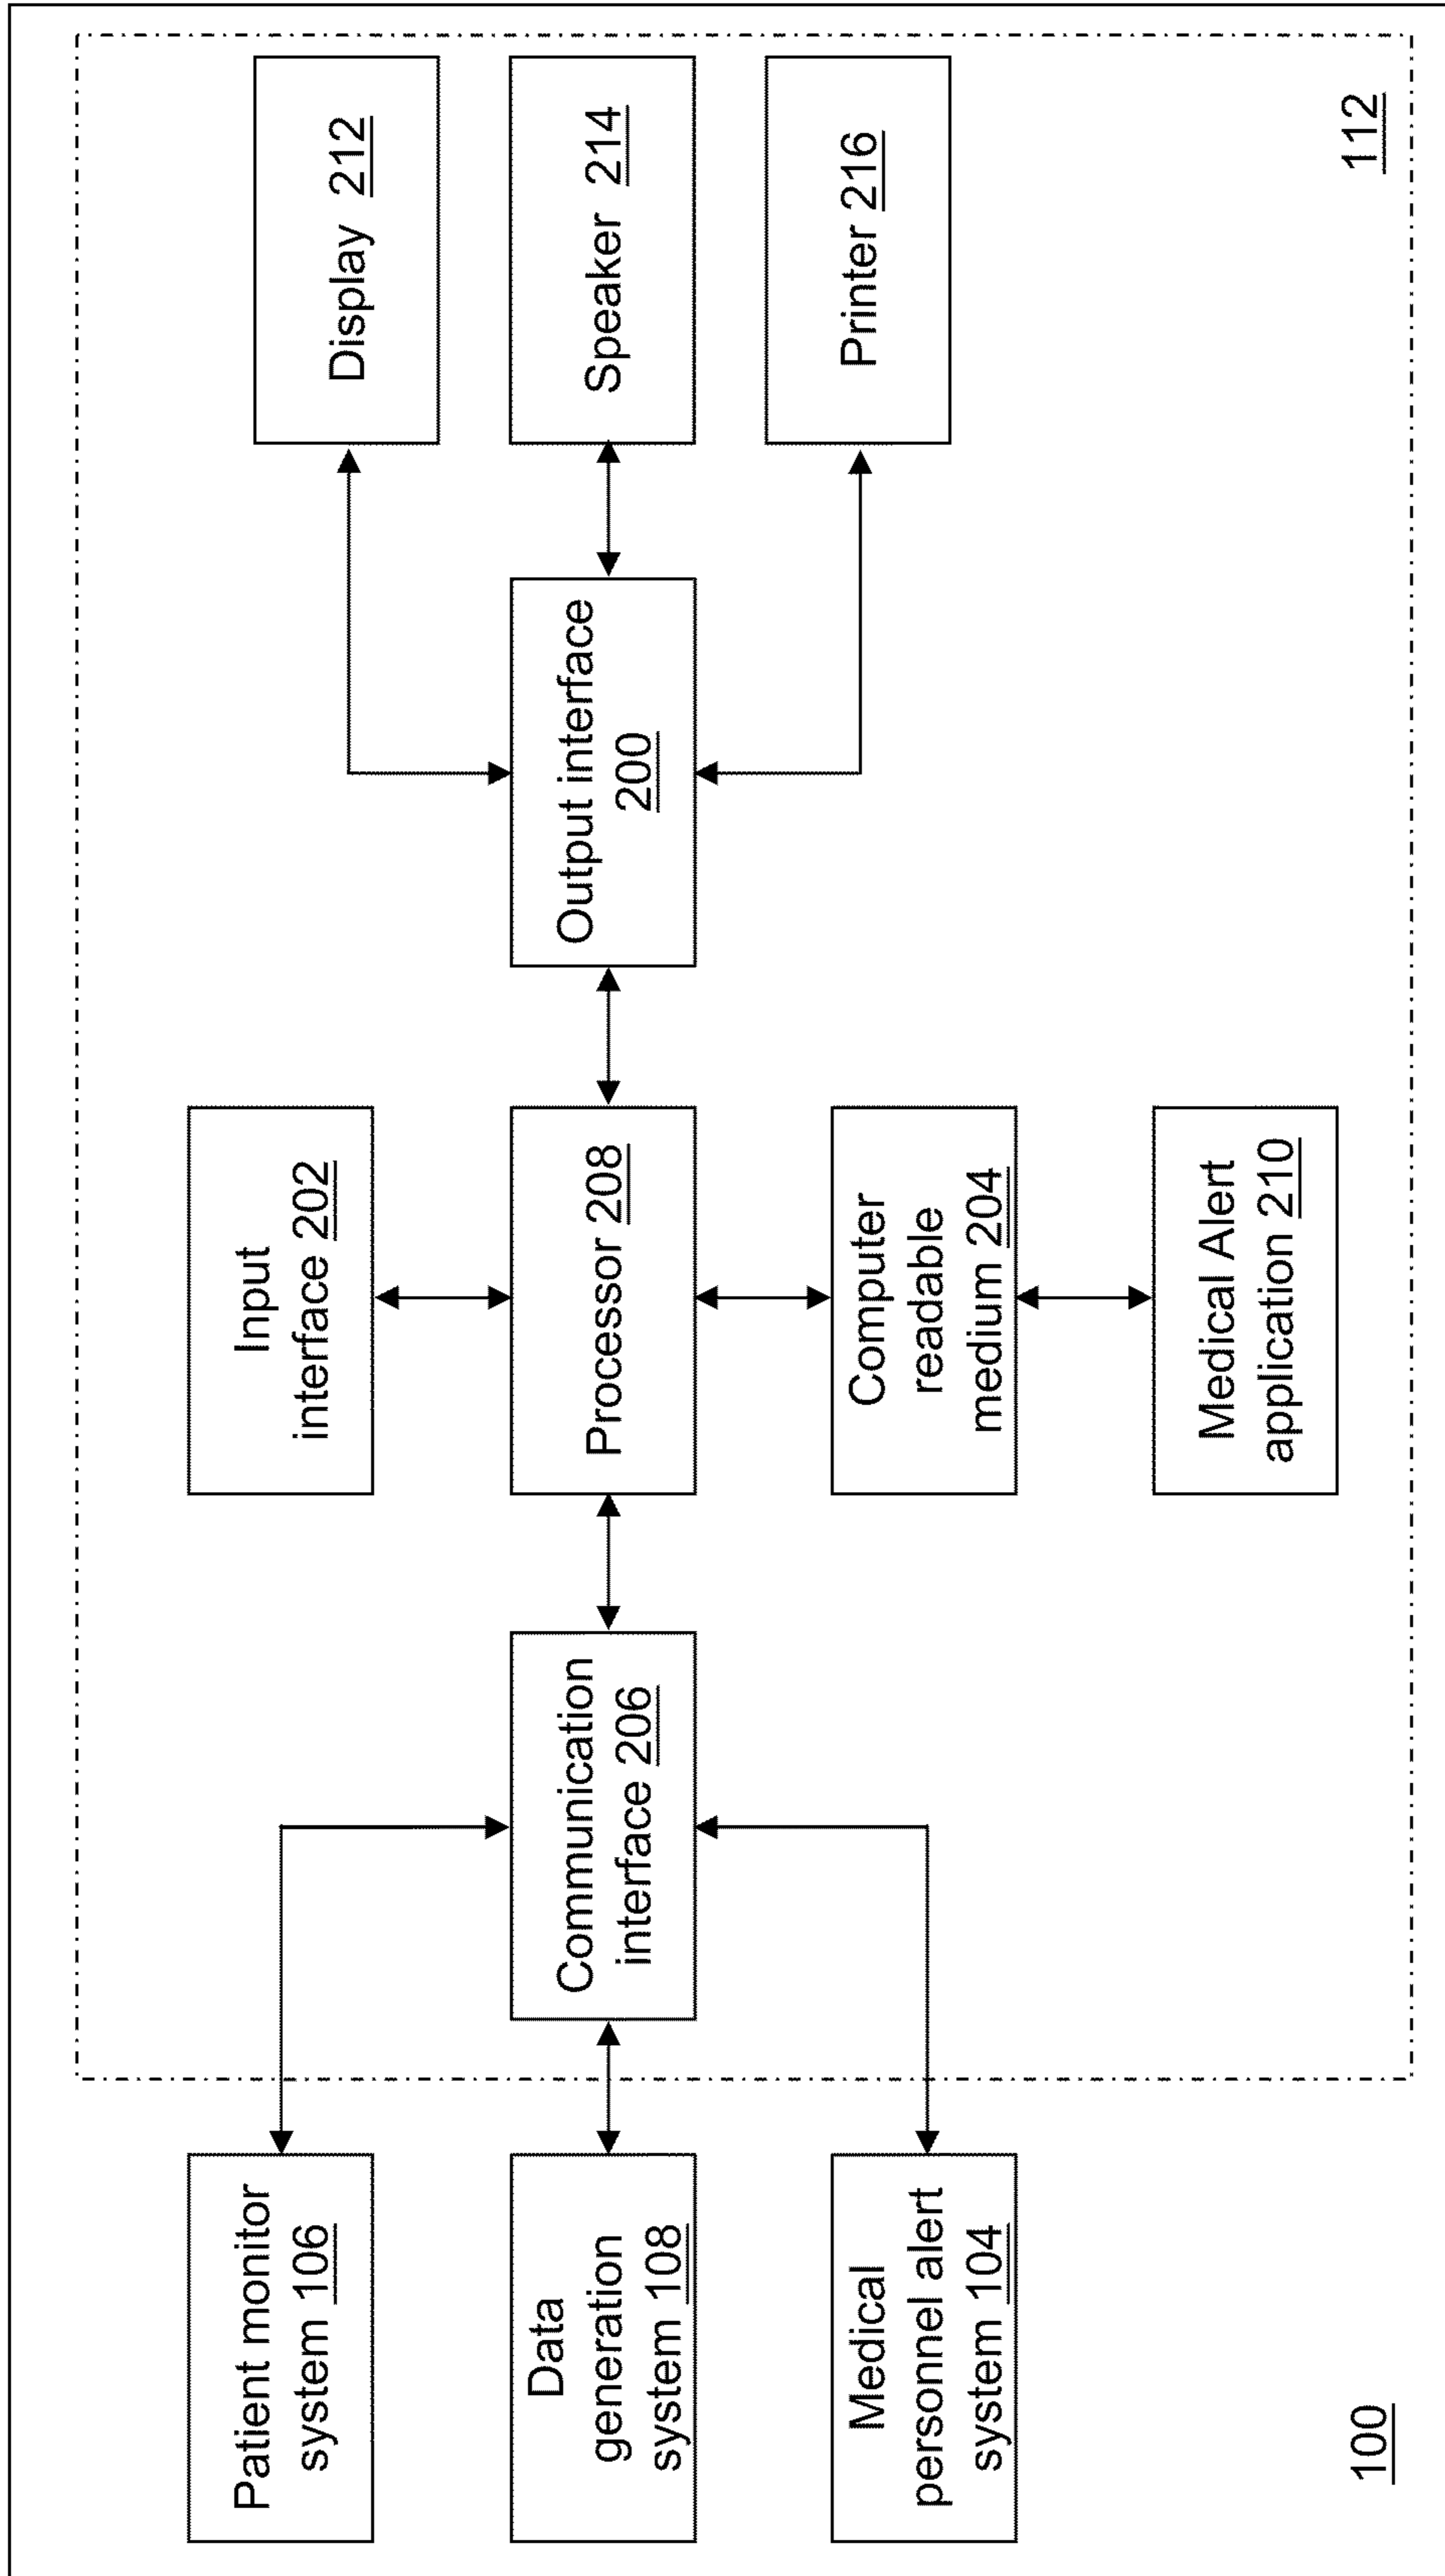 Patient monitor
system 106
Data
generation
system 108
Medical
personnel alert
system 104
100
Communication
interface 206
Input
interface 202
Processor 208
Computer
readable
medium 204
Medical Alert
application 210
Output interface
200
Display 212
Speaker 214
Printer 216
112